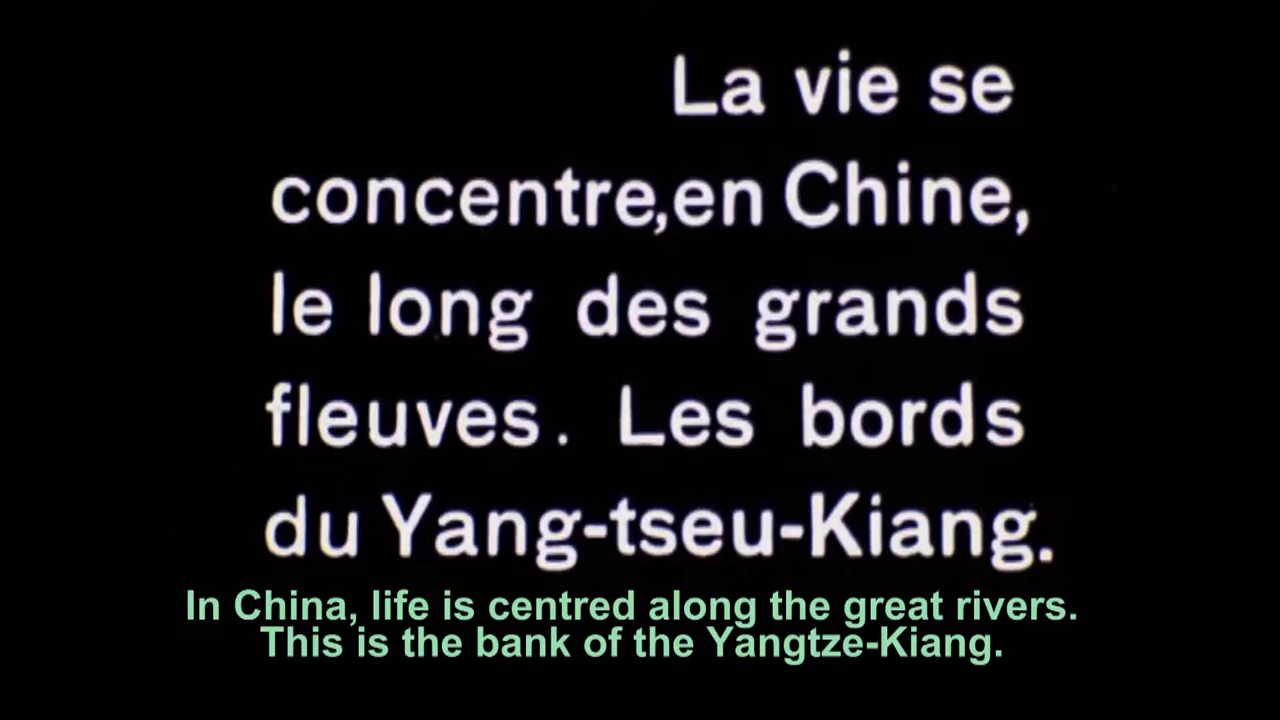 La vie se
concentre,en Chine,
le long des grands
fleuves. Les bords
du Yang-tseu-Kiang.
In China, life is centred along the great rivers.
This is the bank of the Yangtze-Kiang.